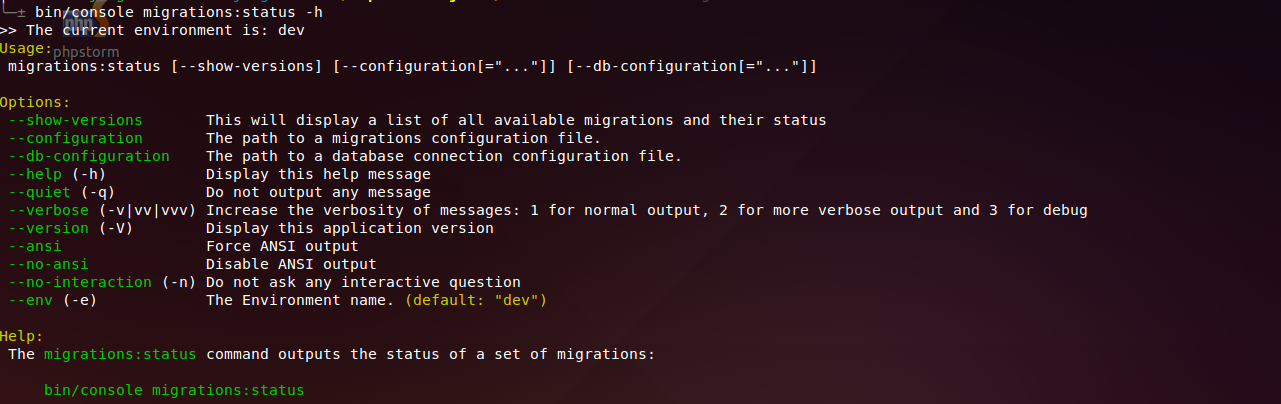 bin/console migrations:status -h
>> The current environment is: dev
Usage:
phpstorm
migrations:status [--show-versions] [--configuration[="..."]] [--db-configuration[="..."]]
Options:
--show-versions This will display a list of all available migrations and their status
--configuration The path to a migrations configuration file.
--db-configuration The path to a database connection configuration file.
--help (-h) Display this help message
--quiet (-q) Do not output any message
--verbose (-v|vv|vvv) Increase the verbosity of messages: 1 for normal output, 2 for more verbose output and 3 for debug
--version (-V) Display this application version
--ansi Force ANSI output
--no-ansi Disable ANSI output
--no-interaction (-n) Do not ask any interactive question
--env (-e) The Environment name. (default: "dev")
Help:
The migrations:status command outputs the status of a set of migrations:
bin/console migrations:status